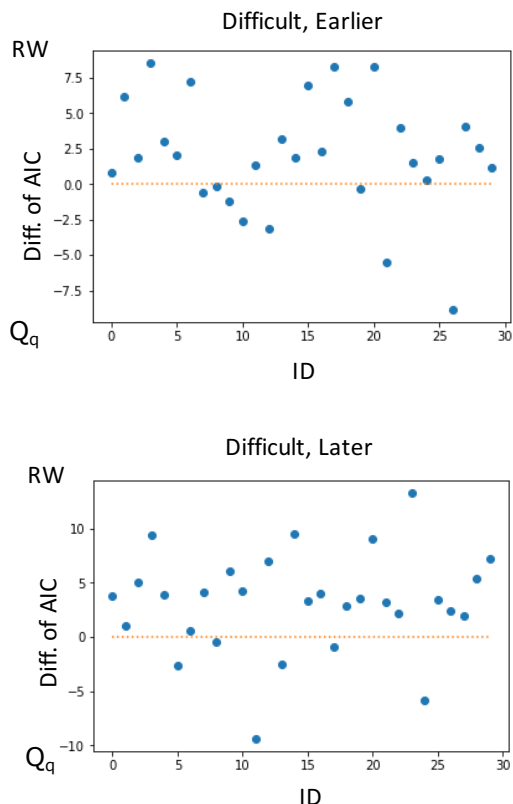 Difficult, Earlier
RW
7.5
5.0
2.5
0.0
−2.5
−5.0
−7.5
Diff. of AIC
Qq
0 5 10 15 20 25 30
ID
Difficult, Later
RW
10
5
0
−5
−10
Diff. of AIC
Qq
0 5 10 15 20 25 30
ID